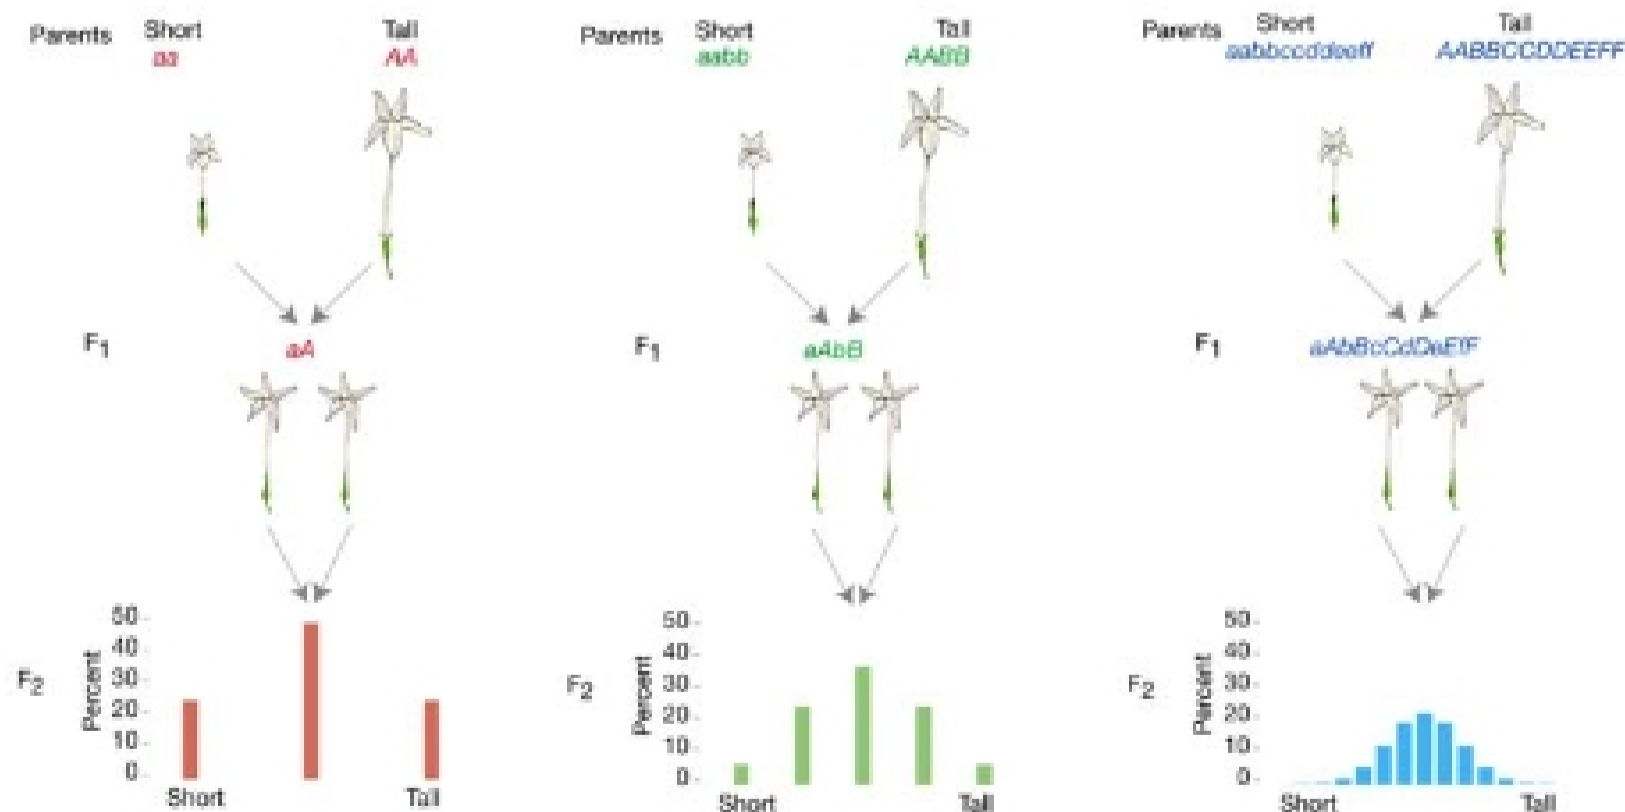 Parents Short Tall
aa AA
F1 aA
F2
Percent
50
40
30
20
10
0
Short Tall
Parents Short Tall
aabb AABB
F1 aAbB
F2
Percent
50
40
30
20
10
0
Short Tall
Parents Short Tall
aabbccddeeff AABBCCDDEEFF
F1 aAbBcCdDeEfF
F2
Percent
50
40
30
20
10
0
Short Tall